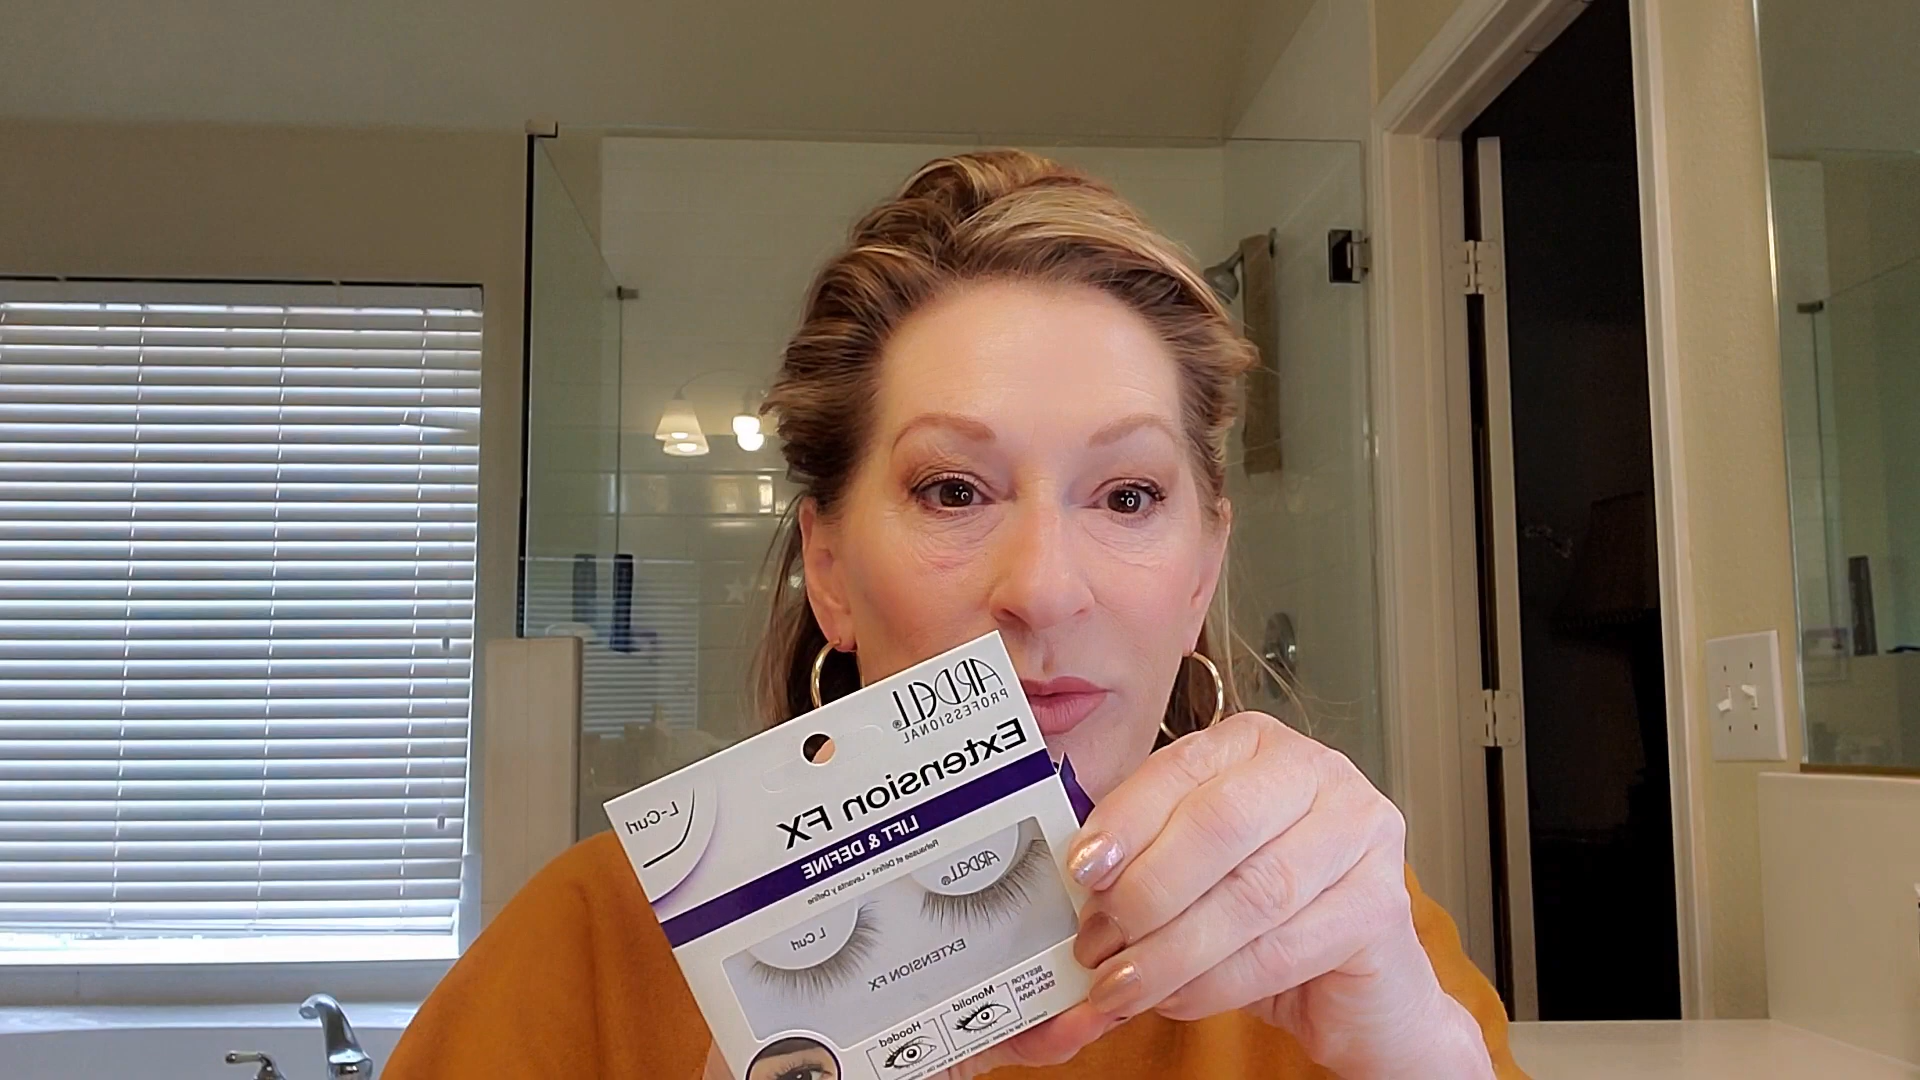 ARDELL®
PROFESSIONAL
Extension FX
L-Curl
LIFT & DEFINE
Rehausse et Définit • Levanta y Define
ARDELL®
L Curl
EXTENSION FX
BEST FOR
IDÉAL POUR
IDEAL PARA
Monolid
Hooded